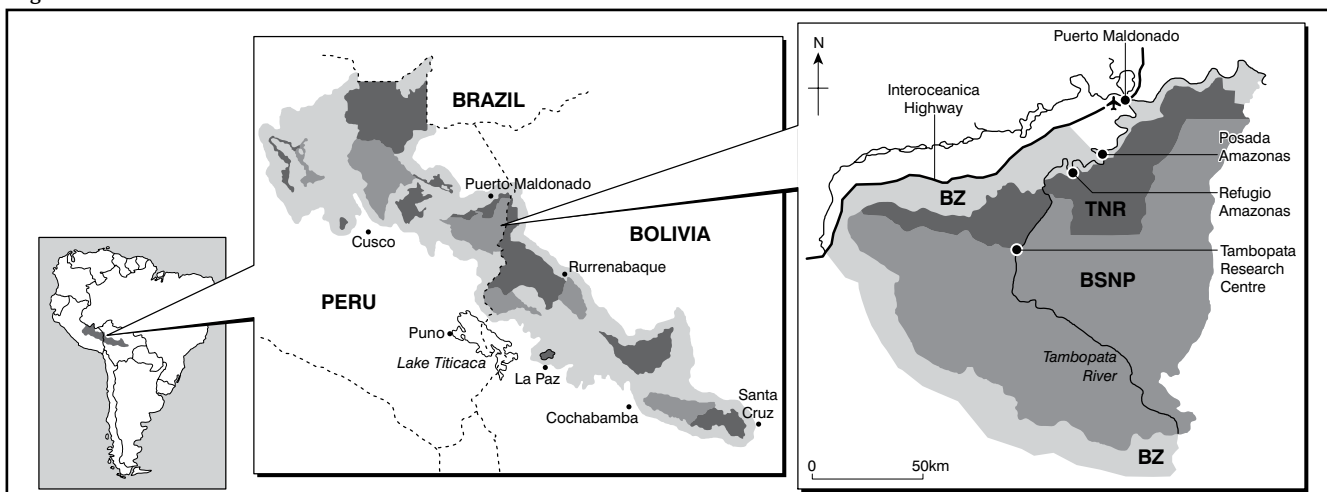 BRAZIL
Puerto Maldonado
Cusco
BOLIVIA
Rurrenabaque
PERU
Puno
Lake Titicaca
La Paz
Cochabamba
Santa
Cruz
Puerto Maldonado
N
Interoceanica
Highway
Posada
Amazonas
BZ
TNR
Refugio
Amazonas
Tambopata
Research
Centre
BSNP
Tambopata
River
0
50km
BZ